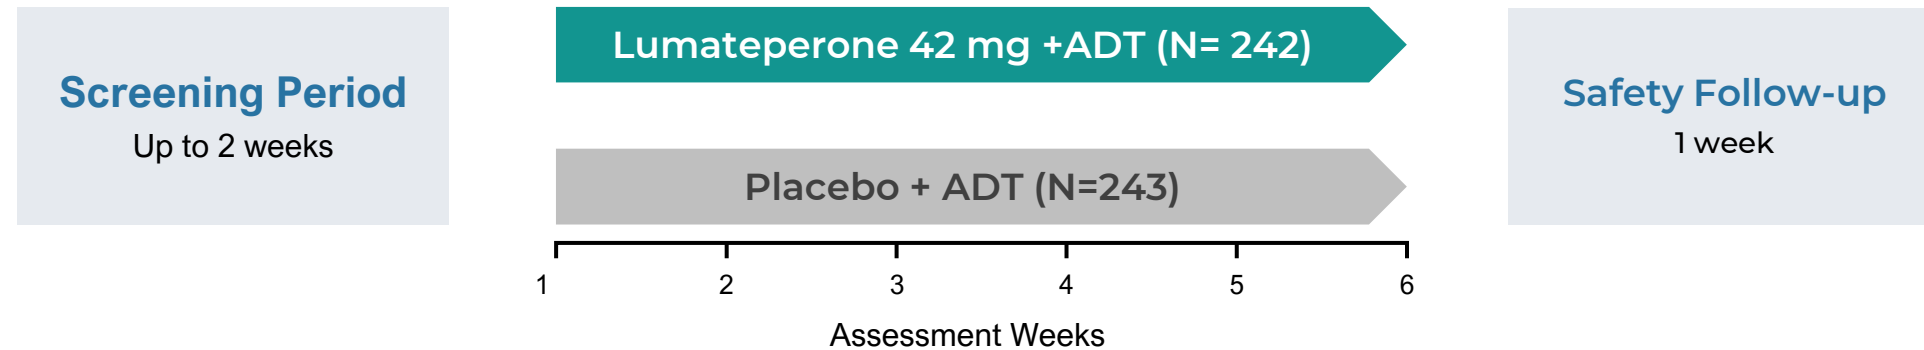 Screening Period
Up to 2 weeks
Lumateperone 42 mg +ADT (N= 242)
Placebo + ADT (N=243)
1 2 3 4 5 6
Assessment Weeks
Safety Follow-up
1 week